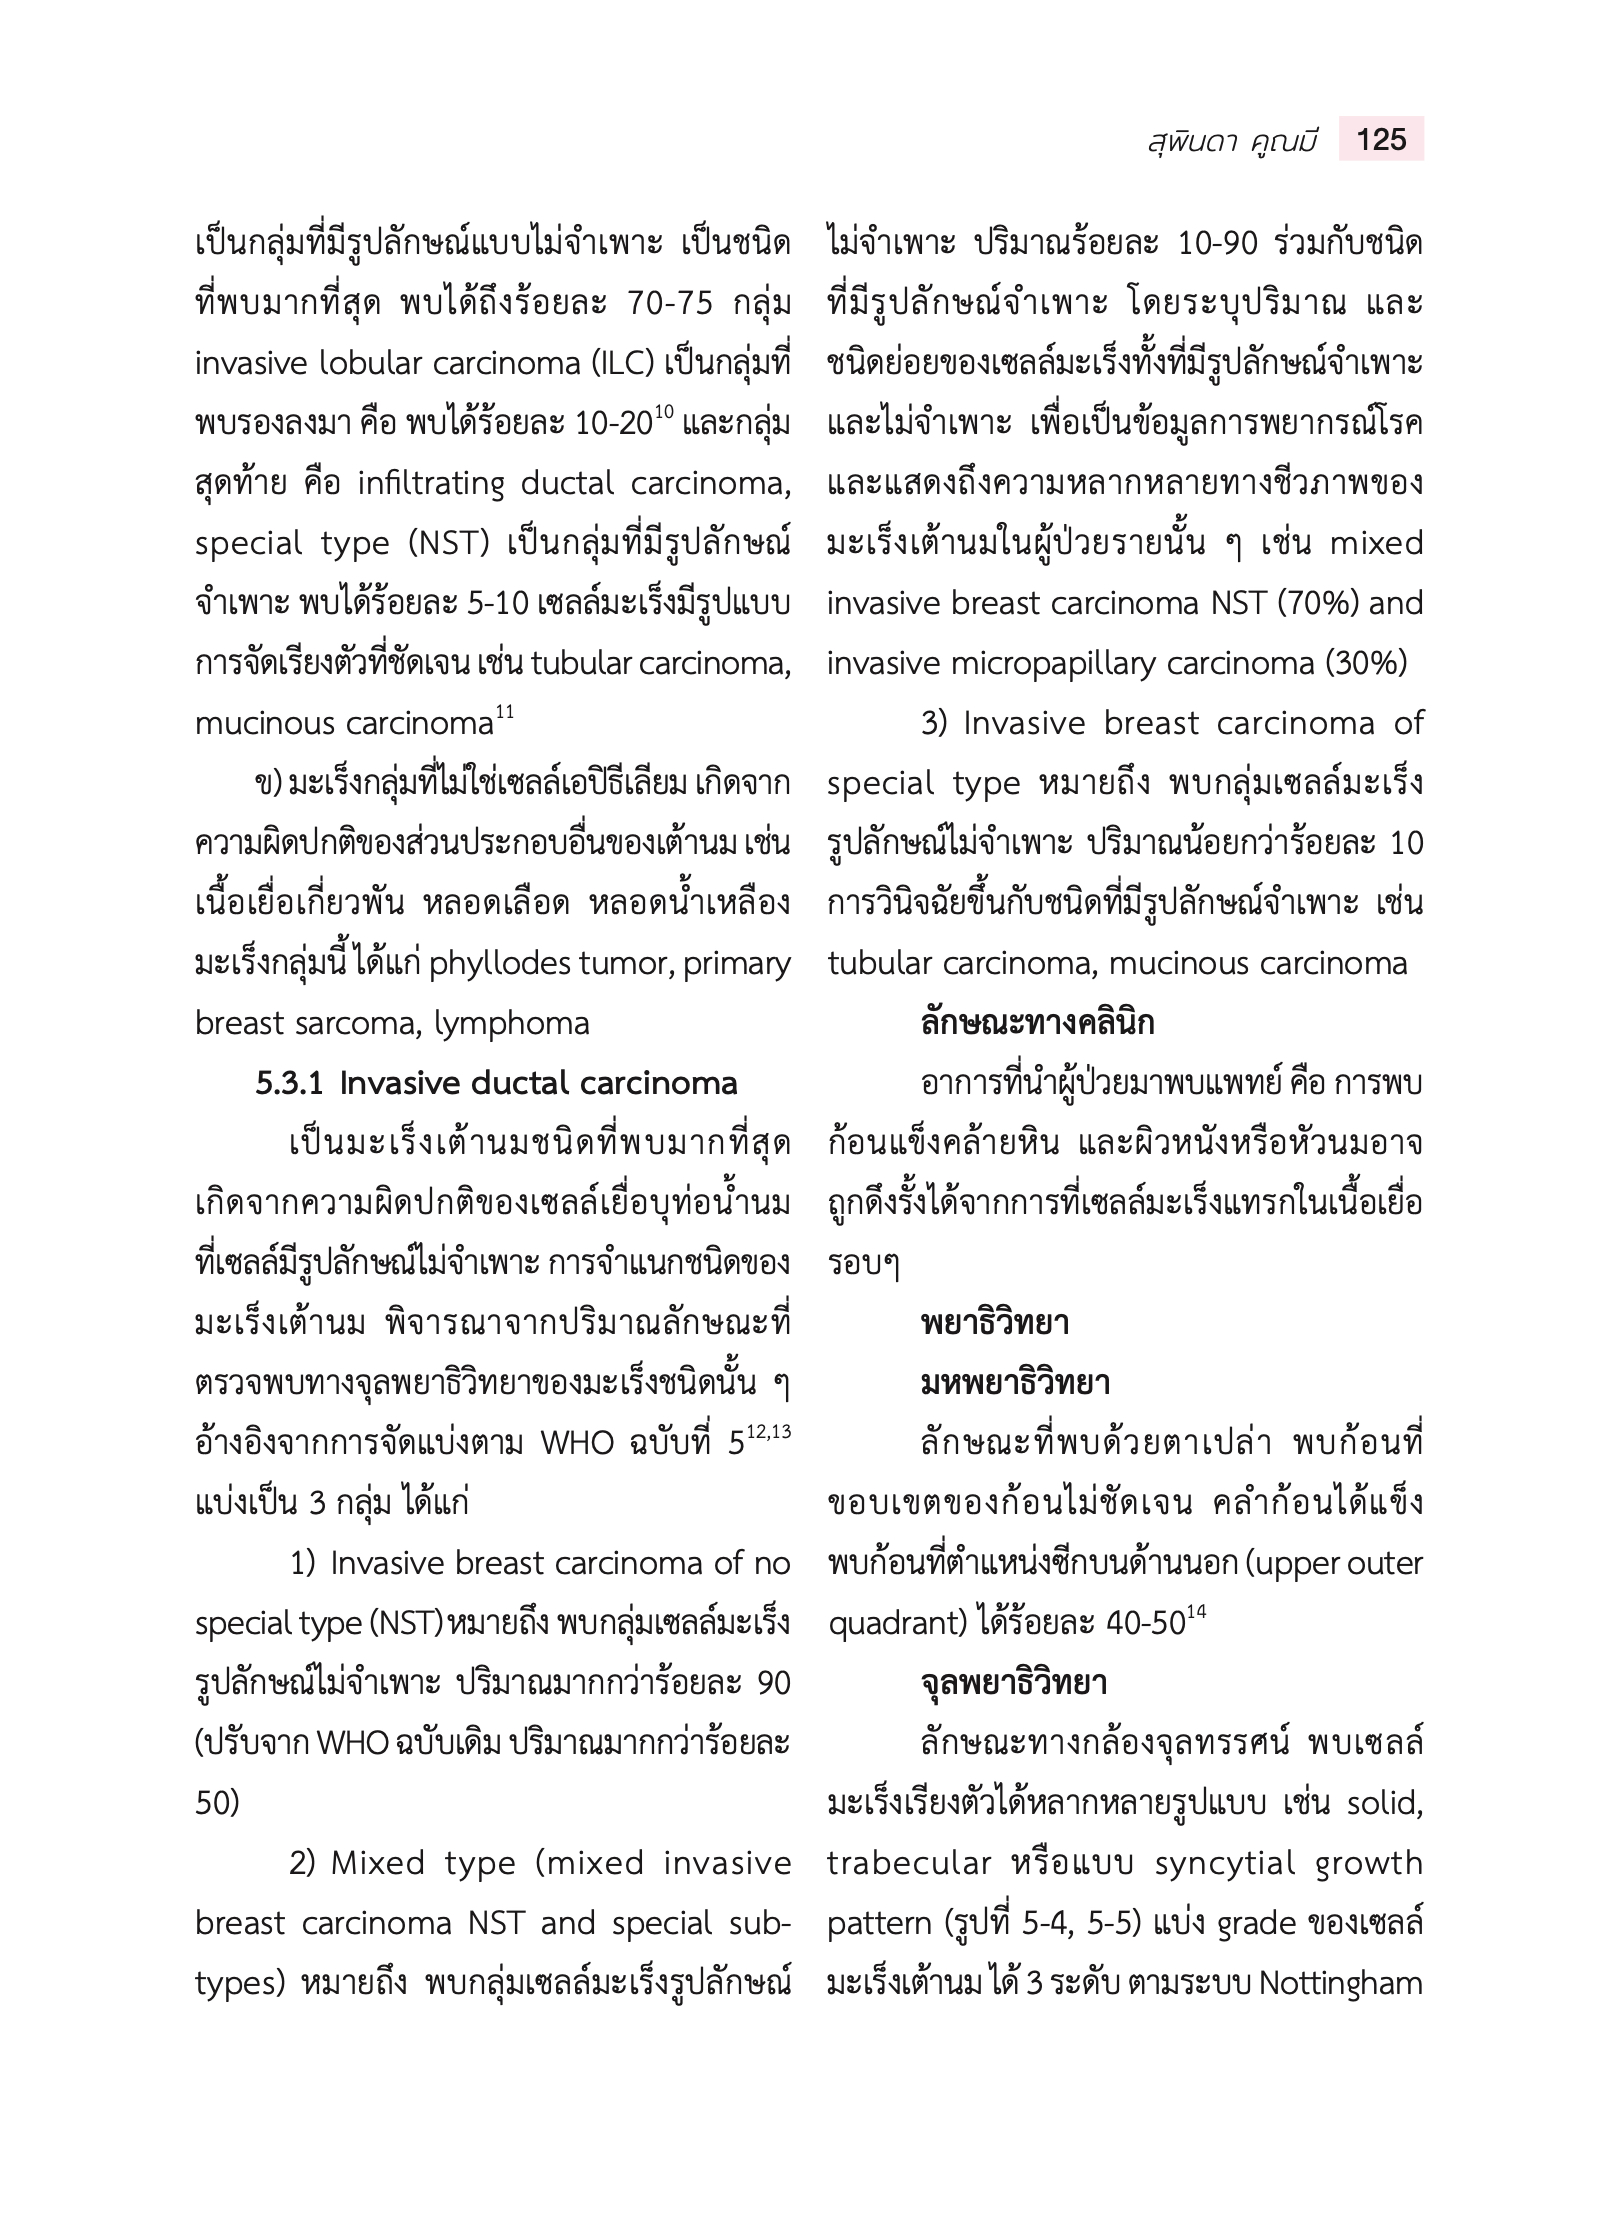 สุพินดา คูณมี 125
เป็นกลุ่มที่มีรูปลักษณ์แบบไม่จำเพาะ เป็นชนิด
ที่พบมากที่สุด พบได้ถึงร้อยละ 70-75 กลุ่ม
invasive lobular carcinoma (ILC) เป็นกลุ่มที่
พบรองลงมา คือ พบได้ร้อยละ 10-20¹⁰ และกลุ่ม
สุดท้าย คือ infiltrating ductal carcinoma,
special type (NST) เป็นกลุ่มที่มีรูปลักษณ์
จำเพาะ พบได้ร้อยละ 5-10 เซลล์มะเร็งมีรูปแบบ
การจัดเรียงตัวที่ชัดเจน เช่น tubular carcinoma,
mucinous carcinoma¹¹
ข) มะเร็งกลุ่มที่ไม่ใช่เซลล์เอปิธีเลียม เกิดจาก
ความผิดปกติของส่วนประกอบอื่นของเต้านม เช่น
เนื้อเยื่อเกี่ยวพัน หลอดเลือด หลอดน้ำเหลือง
มะเร็งกลุ่มนี้ ได้แก่ phyllodes tumor, primary
breast sarcoma, lymphoma
5.3.1 Invasive ductal carcinoma
เป็นมะเร็งเต้านมชนิดที่พบมากที่สุด
เกิดจากความผิดปกติของเซลล์เยื่อบุท่อน้ำนม
ที่เซลล์มีรูปลักษณ์ไม่จำเพาะ การจำแนกชนิดของ
มะเร็งเต้านม พิจารณาจากปริมาณลักษณะที่
ตรวจพบทางจุลพยาธิวิทยาของมะเร็งชนิดนั้น ๆ
อ้างอิงจากการจัดแบ่งตาม WHO ฉบับที่ 5¹²,¹³
แบ่งเป็น 3 กลุ่ม ได้แก่
1) Invasive breast carcinoma of no
special type (NST) หมายถึง พบกลุ่มเซลล์มะเร็ง
รูปลักษณ์ไม่จำเพาะ ปริมาณมากกว่าร้อยละ 90
(ปรับจาก WHO ฉบับเดิม ปริมาณมากกว่าร้อยละ
50)
2) Mixed type (mixed invasive
breast carcinoma NST and special sub-
types) หมายถึง พบกลุ่มเซลล์มะเร็งรูปลักษณ์
ไม่จำเพาะ ปริมาณร้อยละ 10-90 ร่วมกับชนิด
ที่มีรูปลักษณ์จำเพาะ โดยระบุปริมาณ และ
ชนิดย่อยของเซลล์มะเร็งทั้งที่มีรูปลักษณ์จำเพาะ
และไม่จำเพาะ เพื่อเป็นข้อมูลการพยากรณ์โรค
และแสดงถึงความหลากหลายทางชีวภาพของ
มะเร็งเต้านมในผู้ป่วยรายนั้น ๆ เช่น mixed
invasive breast carcinoma NST (70%) and
invasive micropapillary carcinoma (30%)
3) Invasive breast carcinoma of
special type หมายถึง พบกลุ่มเซลล์มะเร็ง
รูปลักษณ์ไม่จำเพาะ ปริมาณน้อยกว่าร้อยละ 10
การวินิจฉัยขึ้นกับชนิดที่มีรูปลักษณ์จำเพาะ เช่น
tubular carcinoma, mucinous carcinoma
ลักษณะทางคลินิก
อาการที่นำผู้ป่วยมาพบแพทย์ คือ การพบ
ก้อนแข็งคล้ายหิน และผิวหนังหรือหัวนมอาจ
ถูกดึงรั้งได้จากการที่เซลล์มะเร็งแทรกในเนื้อเยื่อ
รอบๆ
พยาธิวิทยา
มหพยาธิวิทยา
ลักษณะที่พบด้วยตาเปล่า พบก้อนที่
ขอบเขตของก้อนไม่ชัดเจน คลำก้อนได้แข็ง
พบก้อนที่ตำแหน่งซีกบนด้านนอก (upper outer
quadrant) ได้ร้อยละ 40-50¹⁴
จุลพยาธิวิทยา
ลักษณะทางกล้องจุลทรรศน์ พบเซลล์
มะเร็งเรียงตัวได้หลากหลายรูปแบบ เช่น solid,
trabecular หรือแบบ syncytial growth
pattern (รูปที่ 5-4, 5-5) แบ่ง grade ของเซลล์
มะเร็งเต้านม ได้ 3 ระดับ ตามระบบ Nottingham